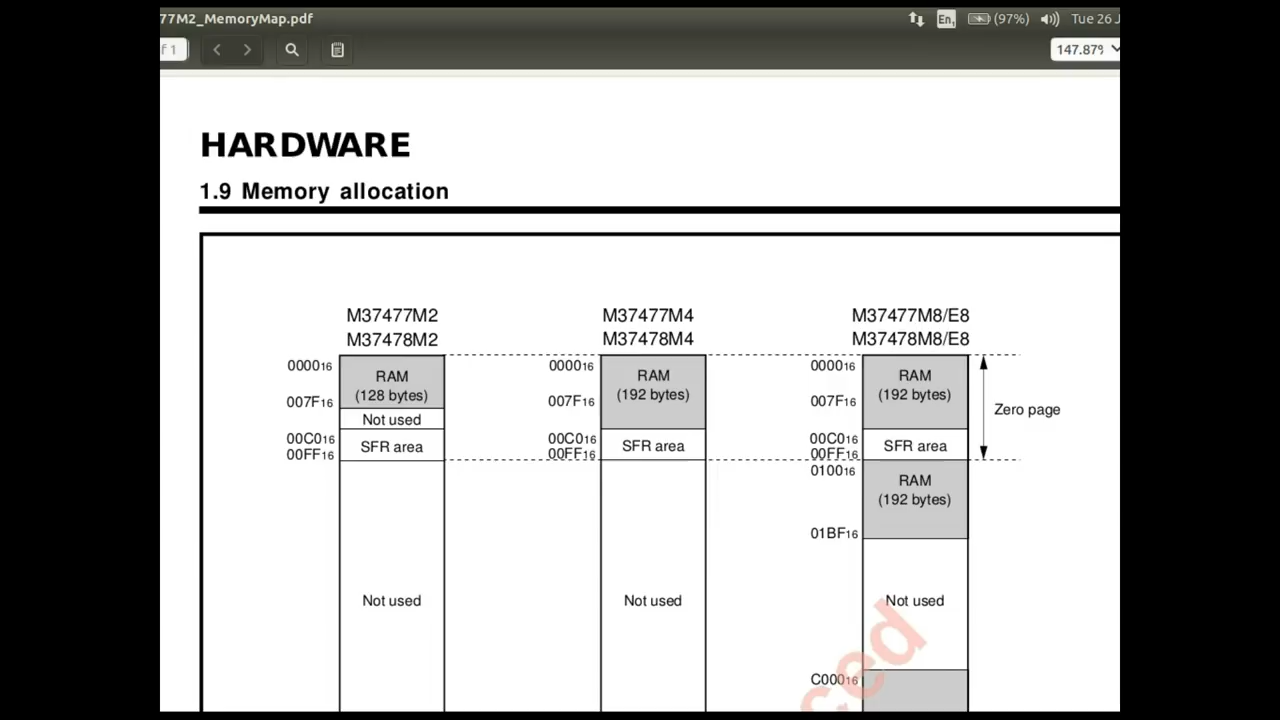 77M2_MemoryMap.pdf
En1 (97%) Tue 26 J
f 1
147.87%
HARDWARE
1.9 Memory allocation
M37477M2 M37477M4 M37477M8/E8
M37478M2 M37478M4 M37478M8/E8
000016 RAM 000016 RAM 000016 RAM
(128 bytes) (192 bytes) (192 bytes)
007F16 007F16 007F16
Zero page
Not used
00C016 SFR area 00C016 SFR area 00C016 SFR area
00FF16 00FF16 00FF16
010016 RAM
(192 bytes)
01BF16
Not used Not used Not used
C00016
ced